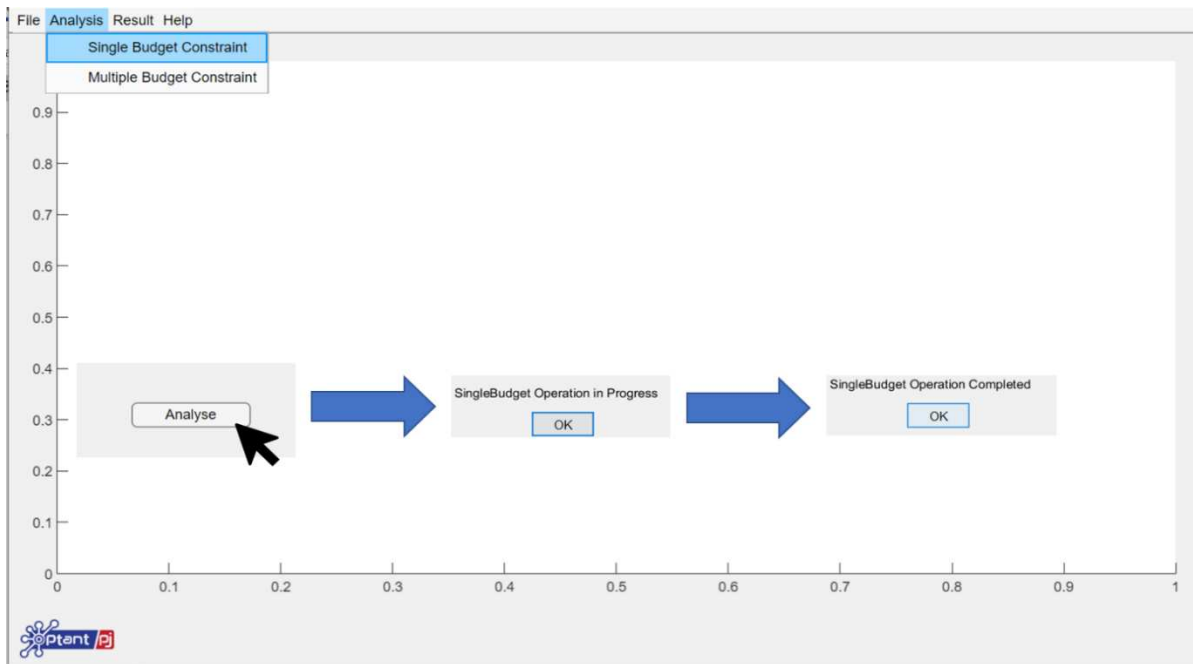 File Analysis Result Help
Single Budget Constraint
Multiple Budget Constraint
0.9
0.8
0.7
0.6
0.5
0.4
SingleBudget Operation in Progress
OK
SingleBudget Operation Completed
OK
Analyse
0.3
0.2
0.1
0
0 0.1 0.2 0.3 0.4 0.5 0.6 0.7 0.8 0.9 1
ptant pj